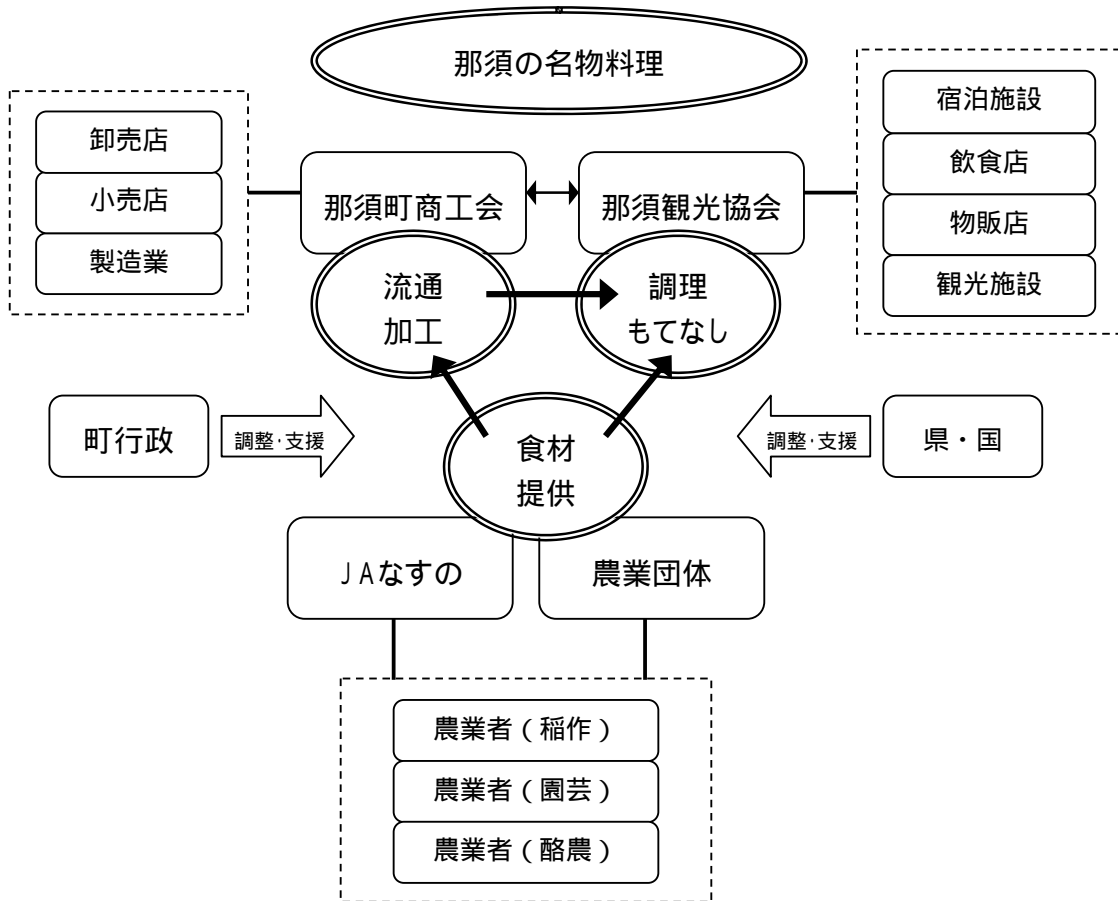 那須の名物料理
卸売店
小売店
製造業
那須町商工会
那須観光協会
宿泊施設
飲食店
物販店
観光施設
流通
加工
調理
もてなし
町行政
調整・支援
食材
提供
調整・支援
県・国
JAなすの
農業団体
農業者(稲作)
農業者(園芸)
農業者(酪農)